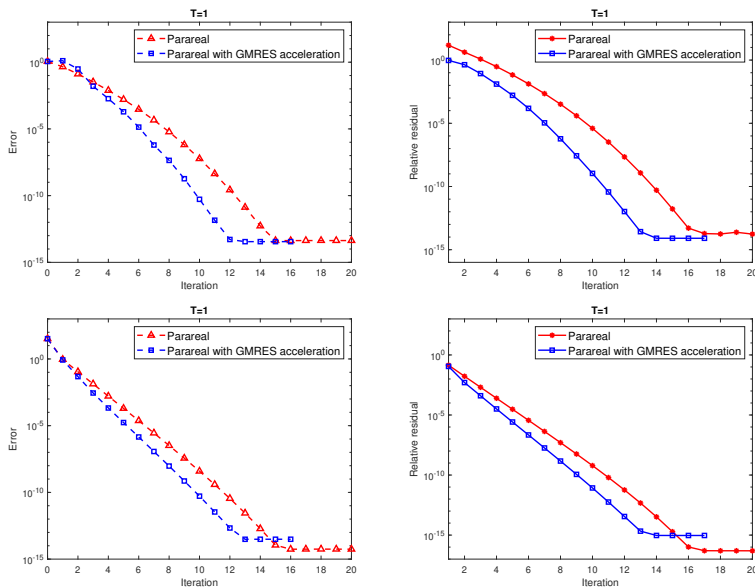 T=1
Parareal
Parareal with GMRES acceleration
10^0
10^-5
10^-10
10^-15
Error
0 2 4 6 8 10 12 14 16 18 20
Iteration
T=1
Parareal
Parareal with GMRES acceleration
10^0
10^-5
10^-10
10^-15
Relative residual
2 4 6 8 10 12 14 16 18 20
Iteration
T=1
Parareal
Parareal with GMRES acceleration
10^0
10^-5
10^-10
10^-15
Error
0 2 4 6 8 10 12 14 16 18 20
Iteration
T=1
Parareal
Parareal with GMRES acceleration
10^0
10^-5
10^-10
10^-15
Relative residual
2 4 6 8 10 12 14 16 18 20
Iteration